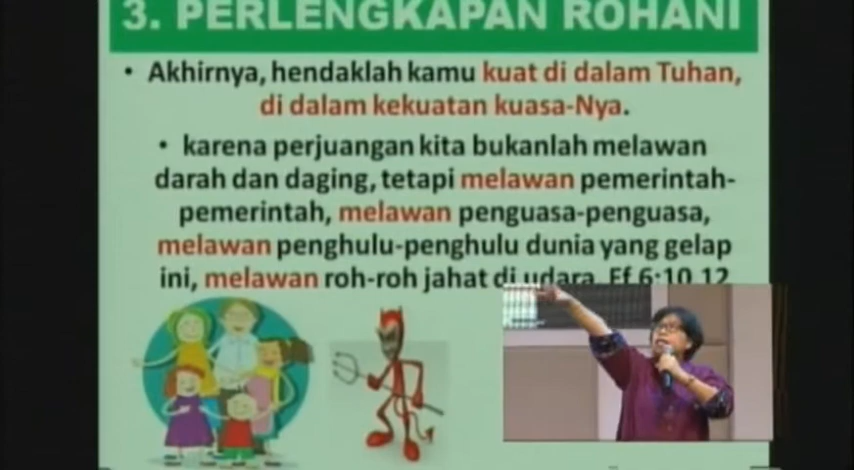 3. PERLENGKAPAN ROHANI
• Akhirnya, hendaklah kamu kuat di dalam Tuhan,
di dalam kekuatan kuasa-Nya.
• karena perjuangan kita bukanlah melawan
darah dan daging, tetapi melawan pemerintah-
pemerintah, melawan penguasa-penguasa,
melawan penghulu-penghulu dunia yang gelap
ini, melawan roh-roh jahat di udara. Ef 6:10,12